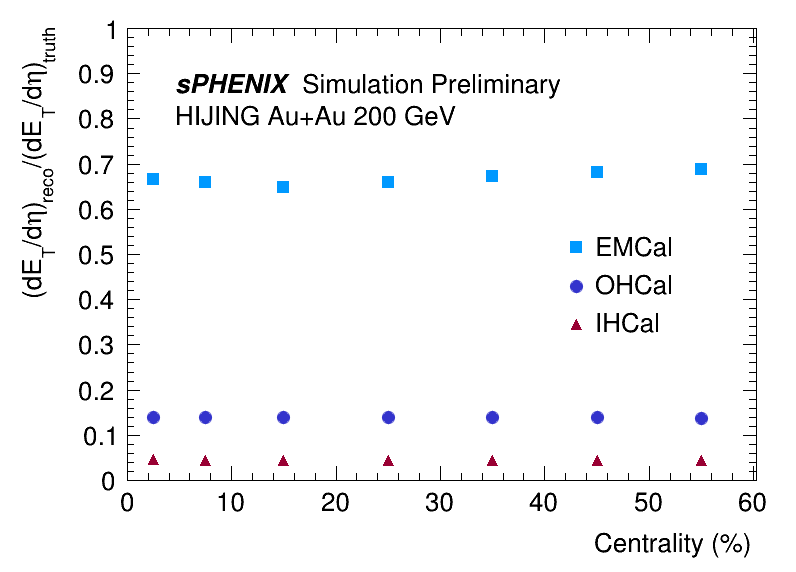 1
0.9
0.8
0.7
0.6
0.5
0.4
0.3
0.2
0.1
0
(dE_T/dη)_reco/(dE_T/dη)_truth
sPHENIX Simulation Preliminary
HIJING Au+Au 200 GeV
EMCal
OHCal
IHCal
0 10 20 30 40 50 60
Centrality (%)